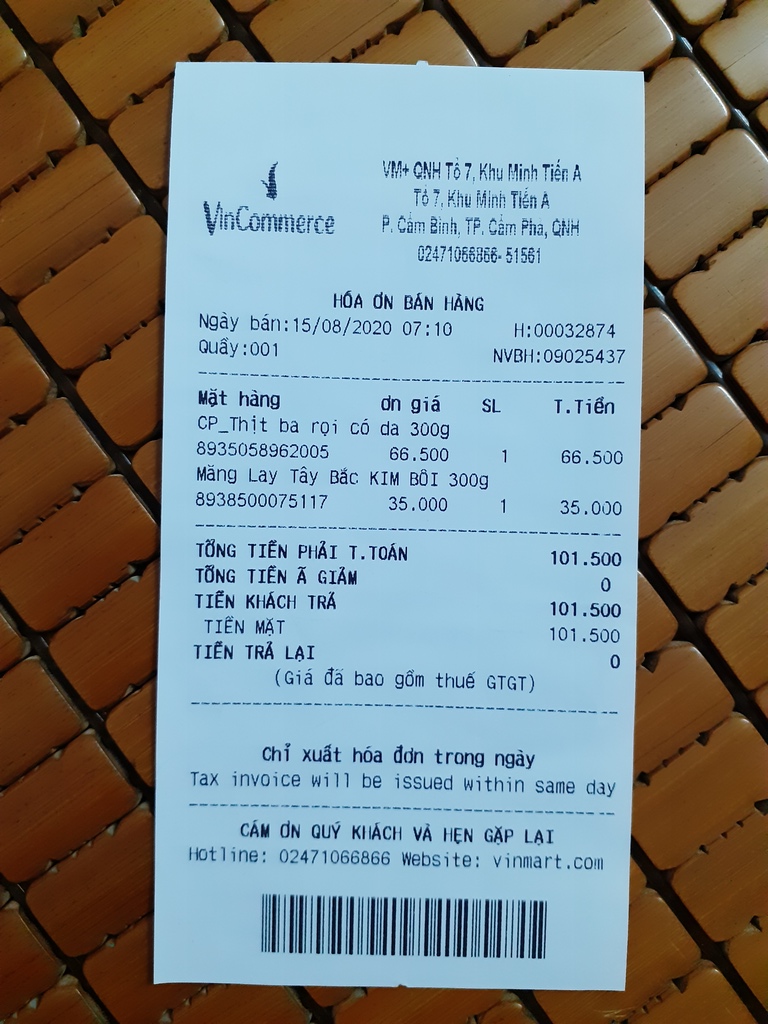 VinCommerce
VM+ QNH Tổ 7, Khu Minh Tiến A
Tổ 7, Khu Minh Tiến A
P. Cẩm Bình, TP. Cẩm Phả, QNH
02471066866- 51561
HÓA ƠN BÁN HÀNG
Ngày bán:15/08/2020 07:10 H:00032874
Quầy:001 NVBH:09025437
Mặt hàng ơn giá SL T.Tiền
CP_Thịt ba rọi có da 300g
8935058962005 66.500 1 66.500
Măng Lay Tây Bắc KIM BÔI 300g
8938500075117 35.000 1 35.000
TỔNG TIỀN PHẢI T.TOÁN 101.500
TỔNG TIỀN Ã GIẢM 0
TIỀN KHÁCH TRẢ 101.500
TIỀN MẶT 101.500
TIỀN TRẢ LẠI 0
(Giá đã bao gồm thuế GTGT)
Chỉ xuất hóa đơn trong ngày
Tax invoice will be issued within same day
CẢM ƠN QUÝ KHÁCH VÀ HẸN GẶP LẠI
Hotline: 02471066866 Website: vinmart.com